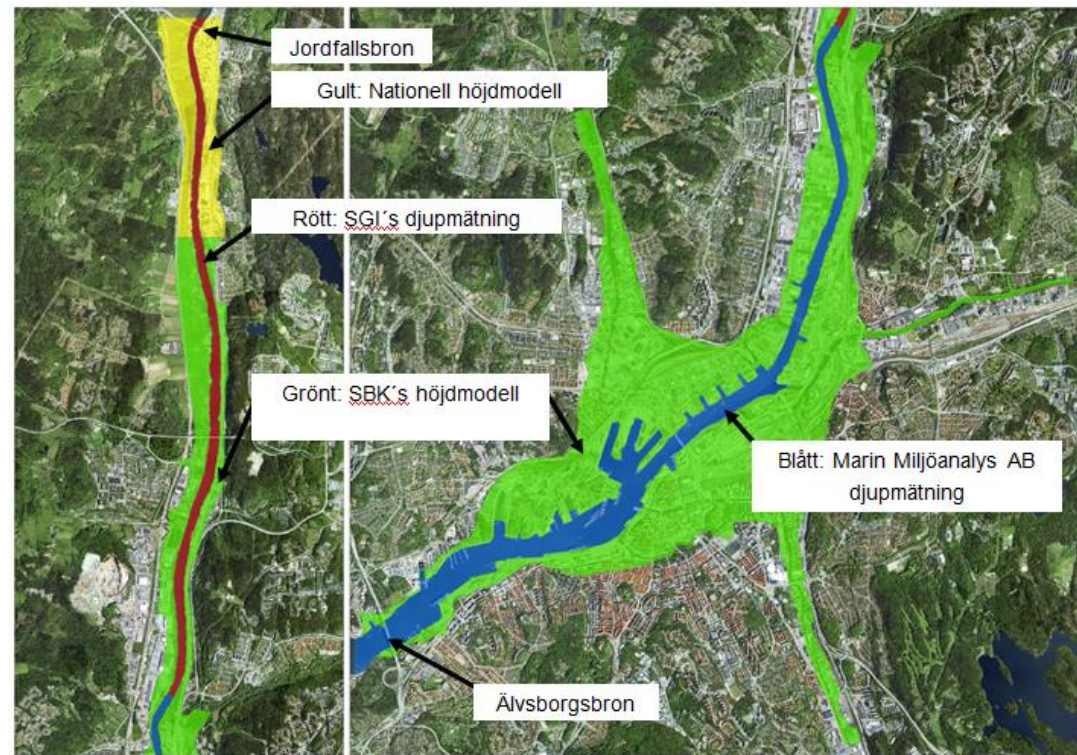 Jordfallsbron
Gult: Nationell höjdmodell
Rött: SGI´s djupmätning
Grönt: SBK´s höjdmodell
Blått: Marin Miljöanalys AB
djupmätning
Älvsborgsbron